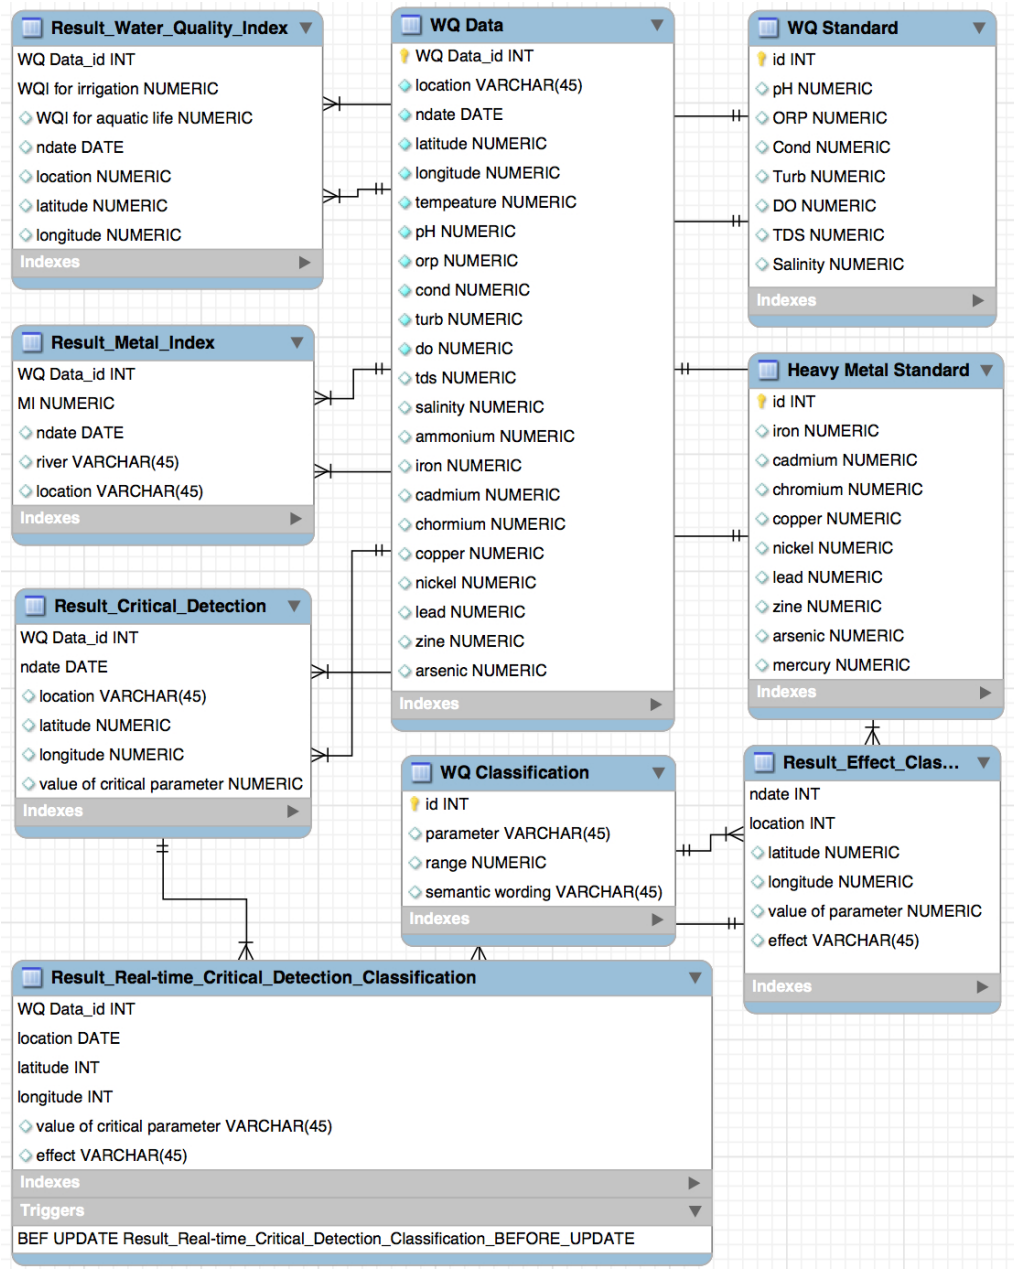 Result_Water_Quality_Index
WQ Data_id INT
WQI for irrigation NUMERIC
WQI for aquatic life NUMERIC
ndate DATE
location NUMERIC
latitude NUMERIC
longitude NUMERIC
Indexes
WQ Data
WQ Data_id INT
location VARCHAR(45)
ndate DATE
latitude NUMERIC
longitude NUMERIC
tempeature NUMERIC
pH NUMERIC
orp NUMERIC
cond NUMERIC
turb NUMERIC
do NUMERIC
tds NUMERIC
salinity NUMERIC
ammonium NUMERIC
iron NUMERIC
cadmium NUMERIC
chormium NUMERIC
copper NUMERIC
nickel NUMERIC
lead NUMERIC
zine NUMERIC
arsenic NUMERIC
Indexes
WQ Standard
id INT
pH NUMERIC
ORP NUMERIC
Cond NUMERIC
Turb NUMERIC
DO NUMERIC
TDS NUMERIC
Salinity NUMERIC
Indexes
Result_Metal_Index
WQ Data_id INT
MI NUMERIC
ndate DATE
river VARCHAR(45)
location VARCHAR(45)
Indexes
Heavy Metal Standard
id INT
iron NUMERIC
cadmium NUMERIC
chromium NUMERIC
copper NUMERIC
nickel NUMERIC
lead NUMERIC
zine NUMERIC
arsenic NUMERIC
mercury NUMERIC
Indexes
Result_Critical_Detection
WQ Data_id INT
ndate DATE
location VARCHAR(45)
latitude NUMERIC
longitude NUMERIC
value of critical parameter NUMERIC
Indexes
WQ Classification
id INT
parameter VARCHAR(45)
range NUMERIC
semantic wording VARCHAR(45)
Indexes
Result_Effect_Clas...
ndate INT
location INT
latitude NUMERIC
longitude NUMERIC
value of parameter NUMERIC
effect VARCHAR(45)
Indexes
Result_Real-time_Critical_Detection_Classification
WQ Data_id INT
location DATE
latitude INT
longitude INT
value of critical parameter VARCHAR(45)
effect VARCHAR(45)
Indexes
Triggers
BEF UPDATE Result_Real-time_Critical_Detection_Classification_BEFORE_UPDATE